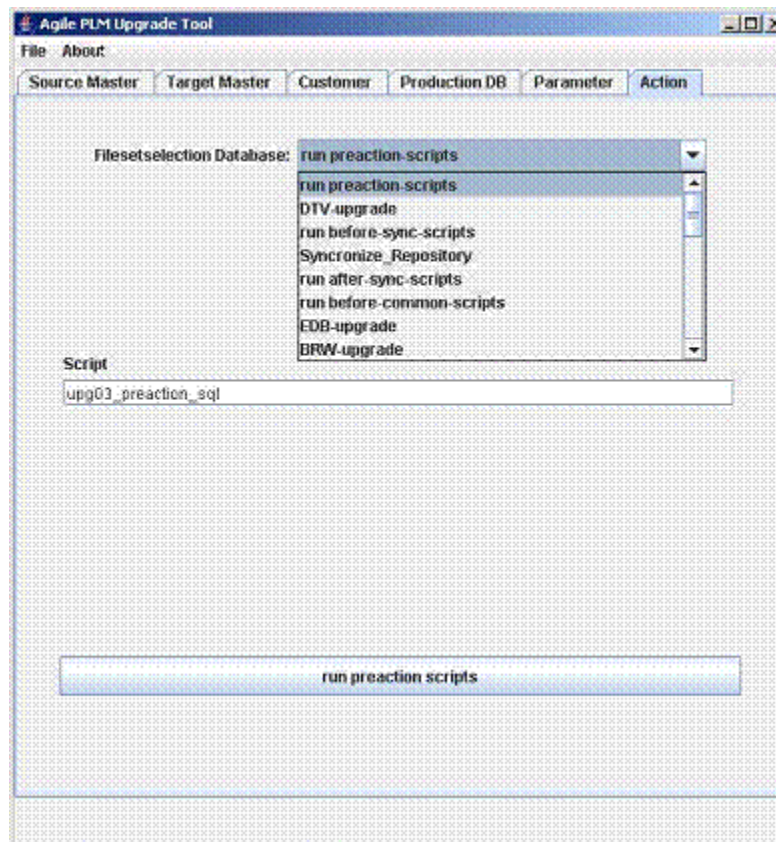 Agile PLM Upgrade Tool
File About
Source Master Target Master Customer Production DB Parameter Action
Filesetselection Database: run preaction-scripts
run preaction-scripts
DTV-upgrade
run before-sync-scripts
Syncronize_Repository
run after-sync-scripts
run before-common-scripts
EDB-upgrade
BRW-upgrade
Script
upg03_preaction_sql
run preaction scripts